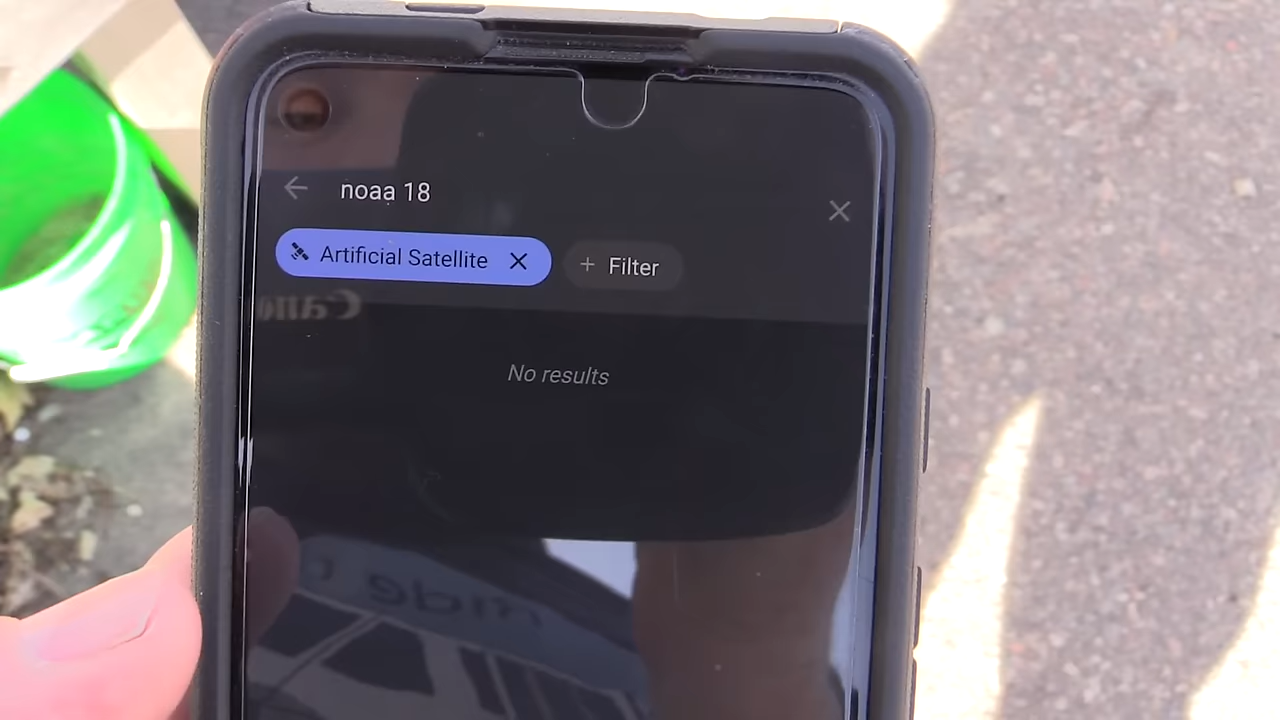 noaa 18
Artificial Satellite
+ Filter
No results